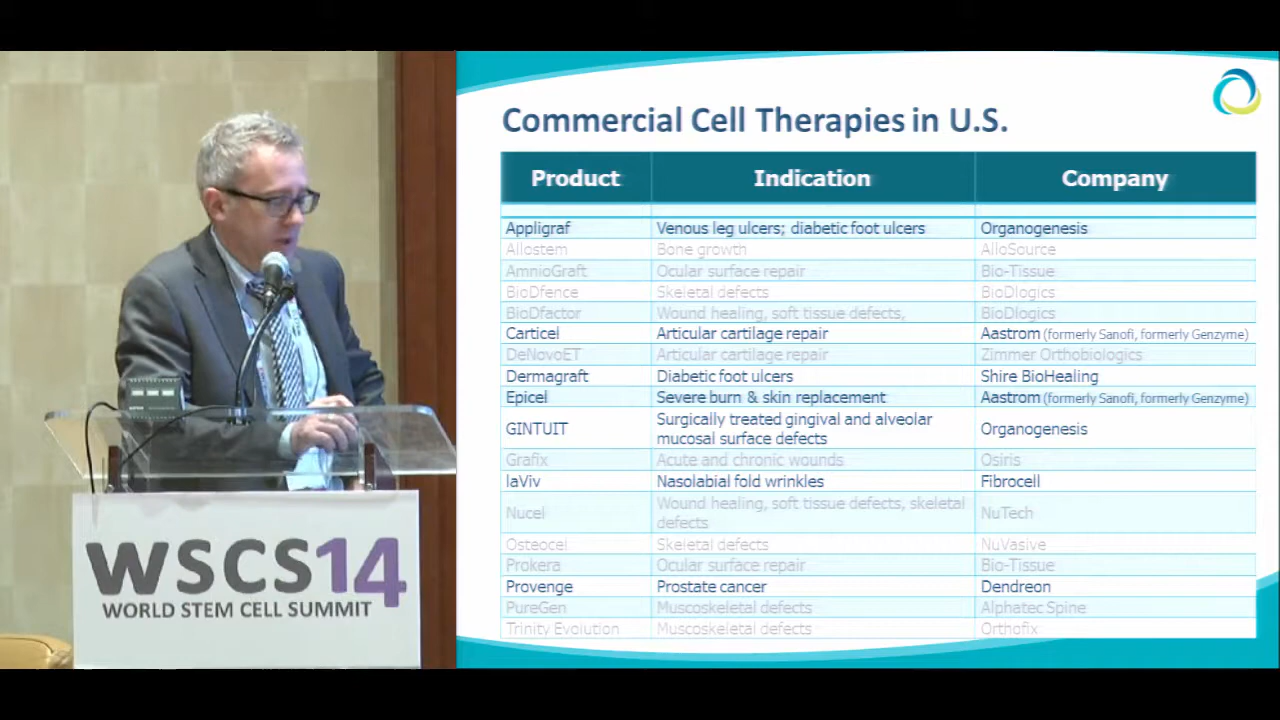 Commercial Cell Therapies in U.S.
Product Indication Company
Appligraf Venous leg ulcers; diabetic foot ulcers Organogenesis
Allostem Bone growth AlloSource
AmnioGraft Ocular surface repair Bio-Tissue
BioDfence Skeletal defects BioDlogics
BioDfactor Wound healing, soft tissue defects, BioDlogics
Carticel Articular cartilage repair Aastrom (formerly Sanofi, formerly Genzyme)
DeNovoET Articular cartilage repair Zimmer Orthobiologics
Dermagraft Diabetic foot ulcers Shire BioHealing
Epicel Severe burn & skin replacement Aastrom (formerly Sanofi, formerly Genzyme)
GINTUIT Surgically treated gingival and alveolar
mucosal surface defects Organogenesis
Grafix Acute and chronic wounds Osiris
laViv Nasolabial fold wrinkles Fibrocell
Nucel Wound healing, soft tissue defects, skeletal
defects NuTech
Osteocel Skeletal defects NuVasive
Prokera Ocular surface repair Bio-Tissue
Provenge Prostate cancer Dendreon
PureGen Muscoskeletal defects Alphatec Spine
Trinity Evolution Muscoskeletal defects Orthofix
WSCS14
WORLD STEM CELL SUMMIT